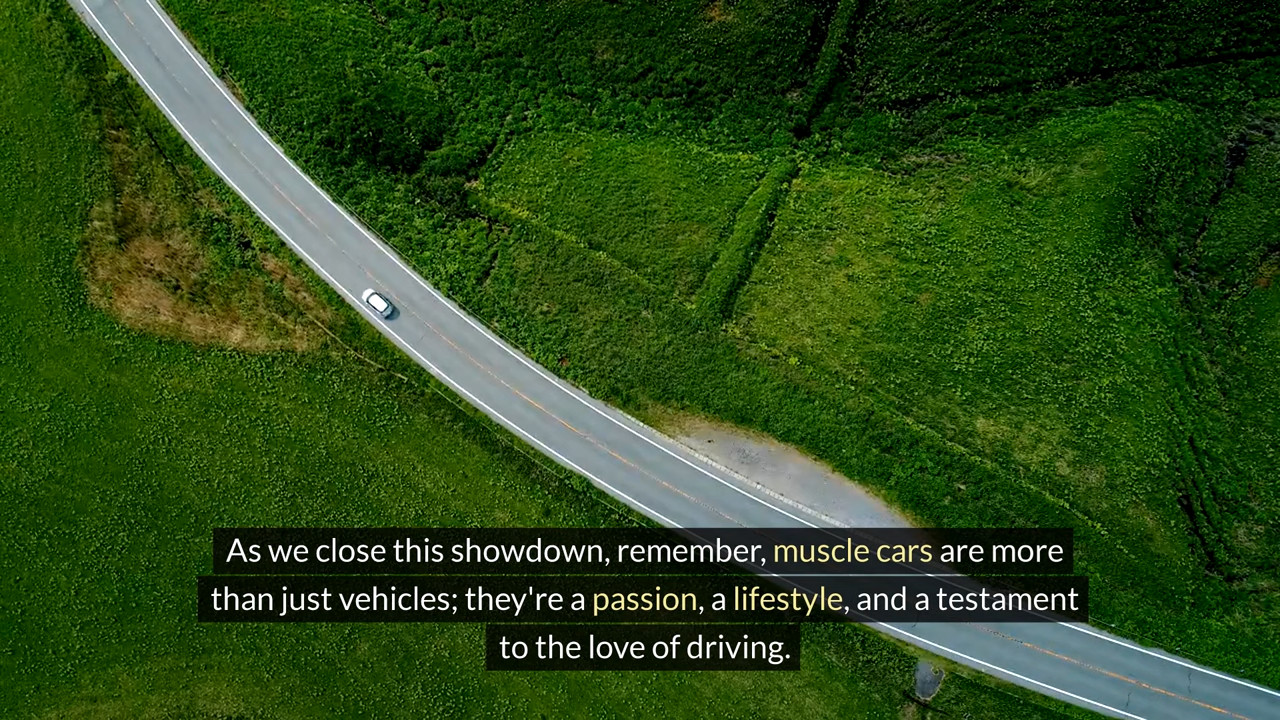 As we close this showdown, remember, muscle cars are more
than just vehicles; they're a passion, a lifestyle, and a testament
to the love of driving.